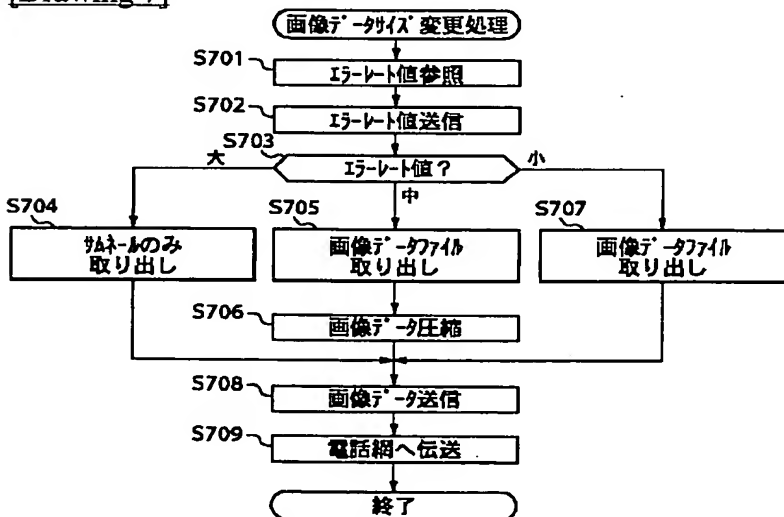 [Drawing 7]
画像データサイズ変更処理
S701
エラーレート値参照
S702
エラーレート値送信
S703
エラーレート値?
大
中
小
S704
サムネールのみ
取り出し
S705
画像データファイル
取り出し
S707
画像データファイル
取り出し
S706
画像データ圧縮
S708
画像データ送信
S709
電話網へ伝送
終了